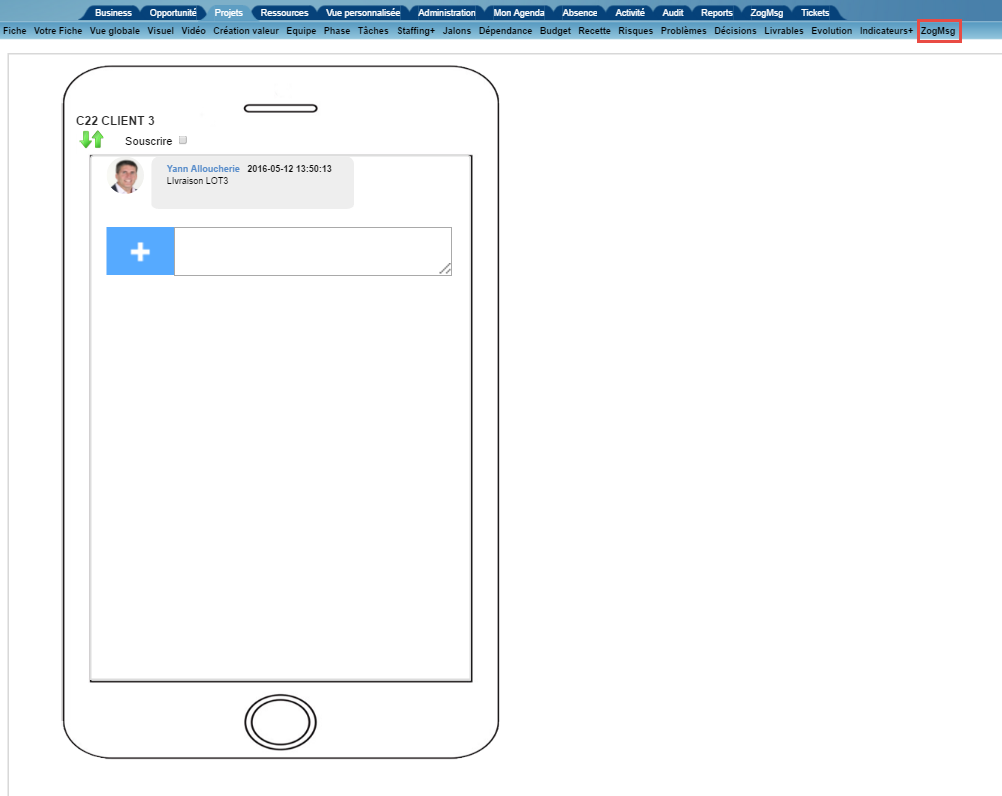 Business Opportunité Projets Ressources Vue personnalisée Administration Mon Agenda Absence Activité Audit Reports ZogMsg Tickets
Fiche Votre Fiche Vue globale Visuel Vidéo Création valeur Equipe Phase Tâches Staffing+ Jalons Dépendance Budget Recette Risques Problèmes Décisions Livrables Evolution Indicateurs+ ZogMsg
C22 CLIENT 3
Souscrire
Yann Alloucherie 2016-05-12 13:50:13
LIvraison LOT3